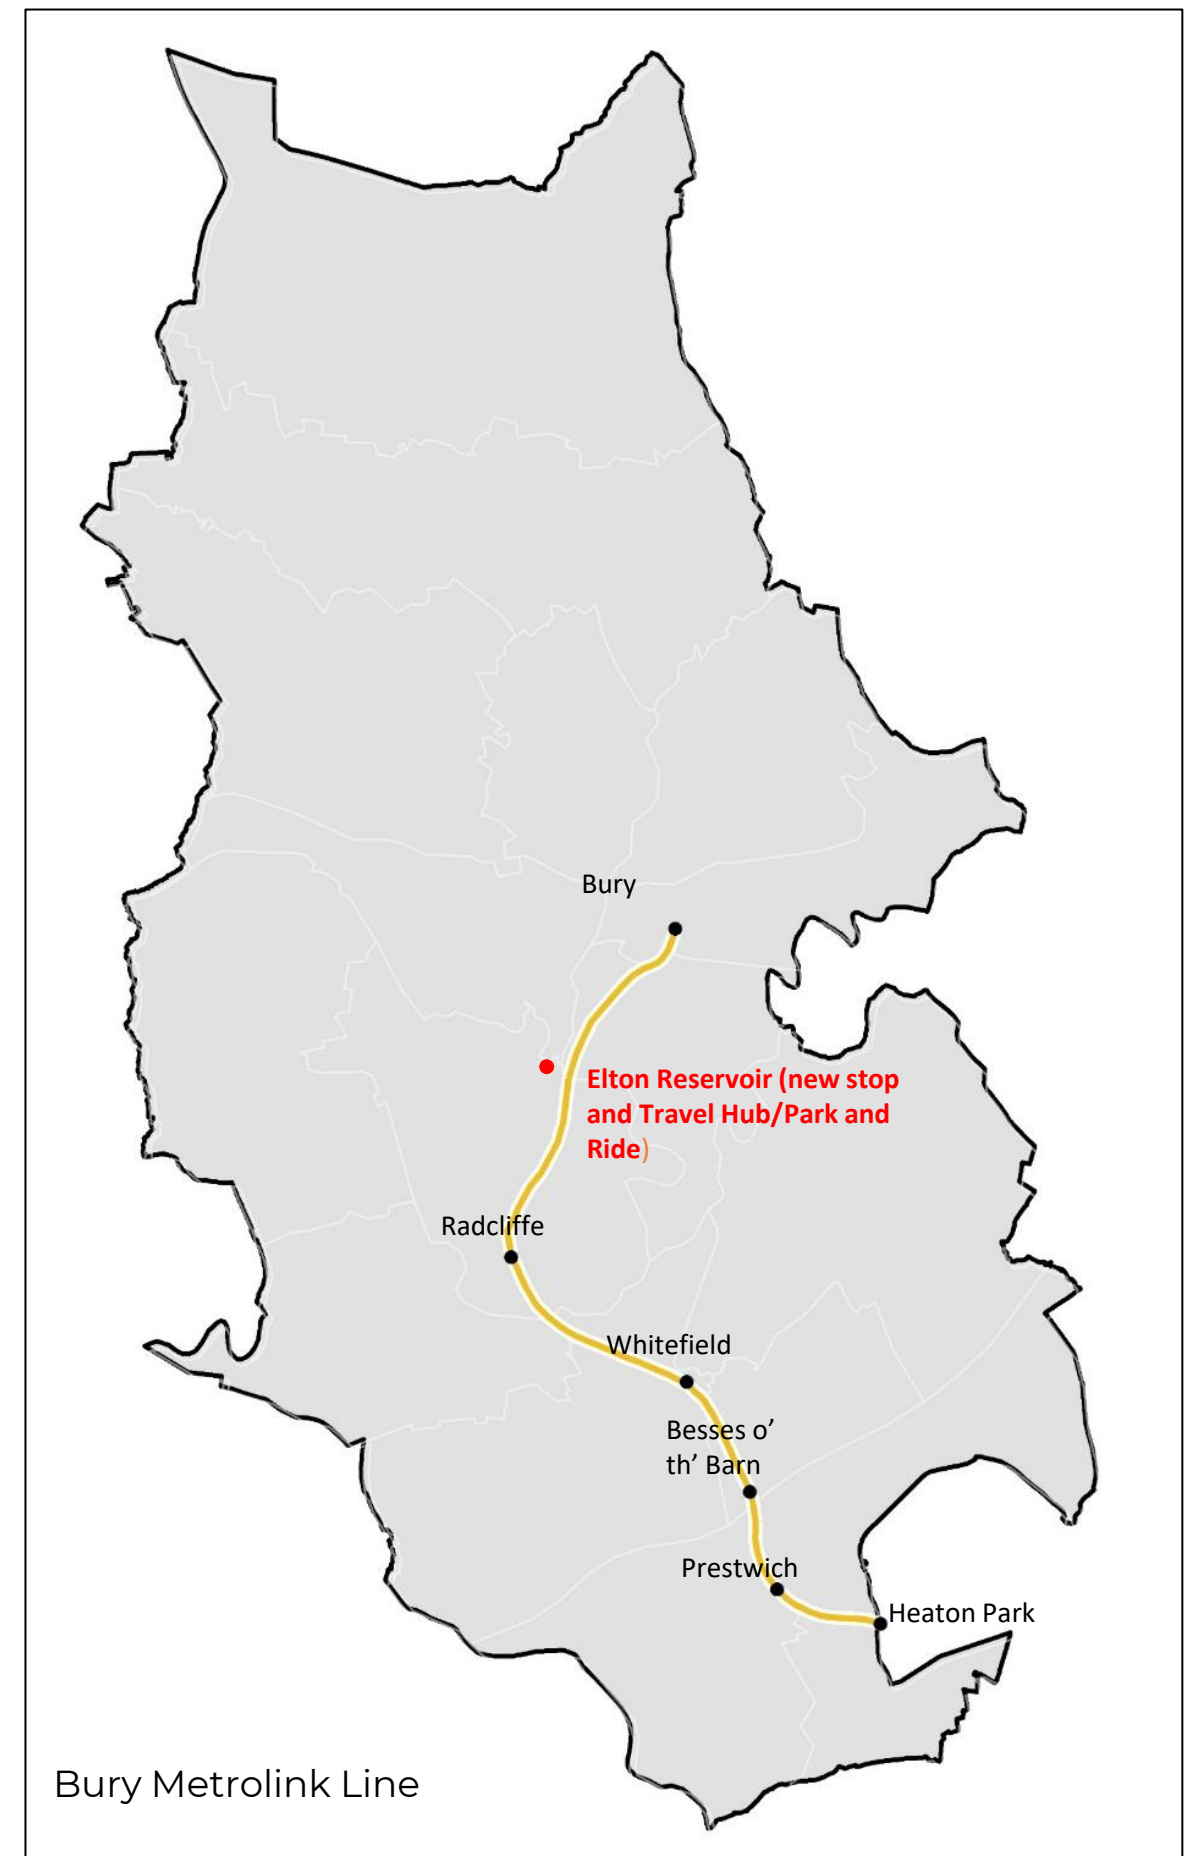 Bury
Elton Reservoir (new stop
and Travel Hub/Park and
Ride)
Radcliffe
Whitefield
Besses o’
th’ Barn
Prestwich
Heaton Park
Bury Metrolink Line